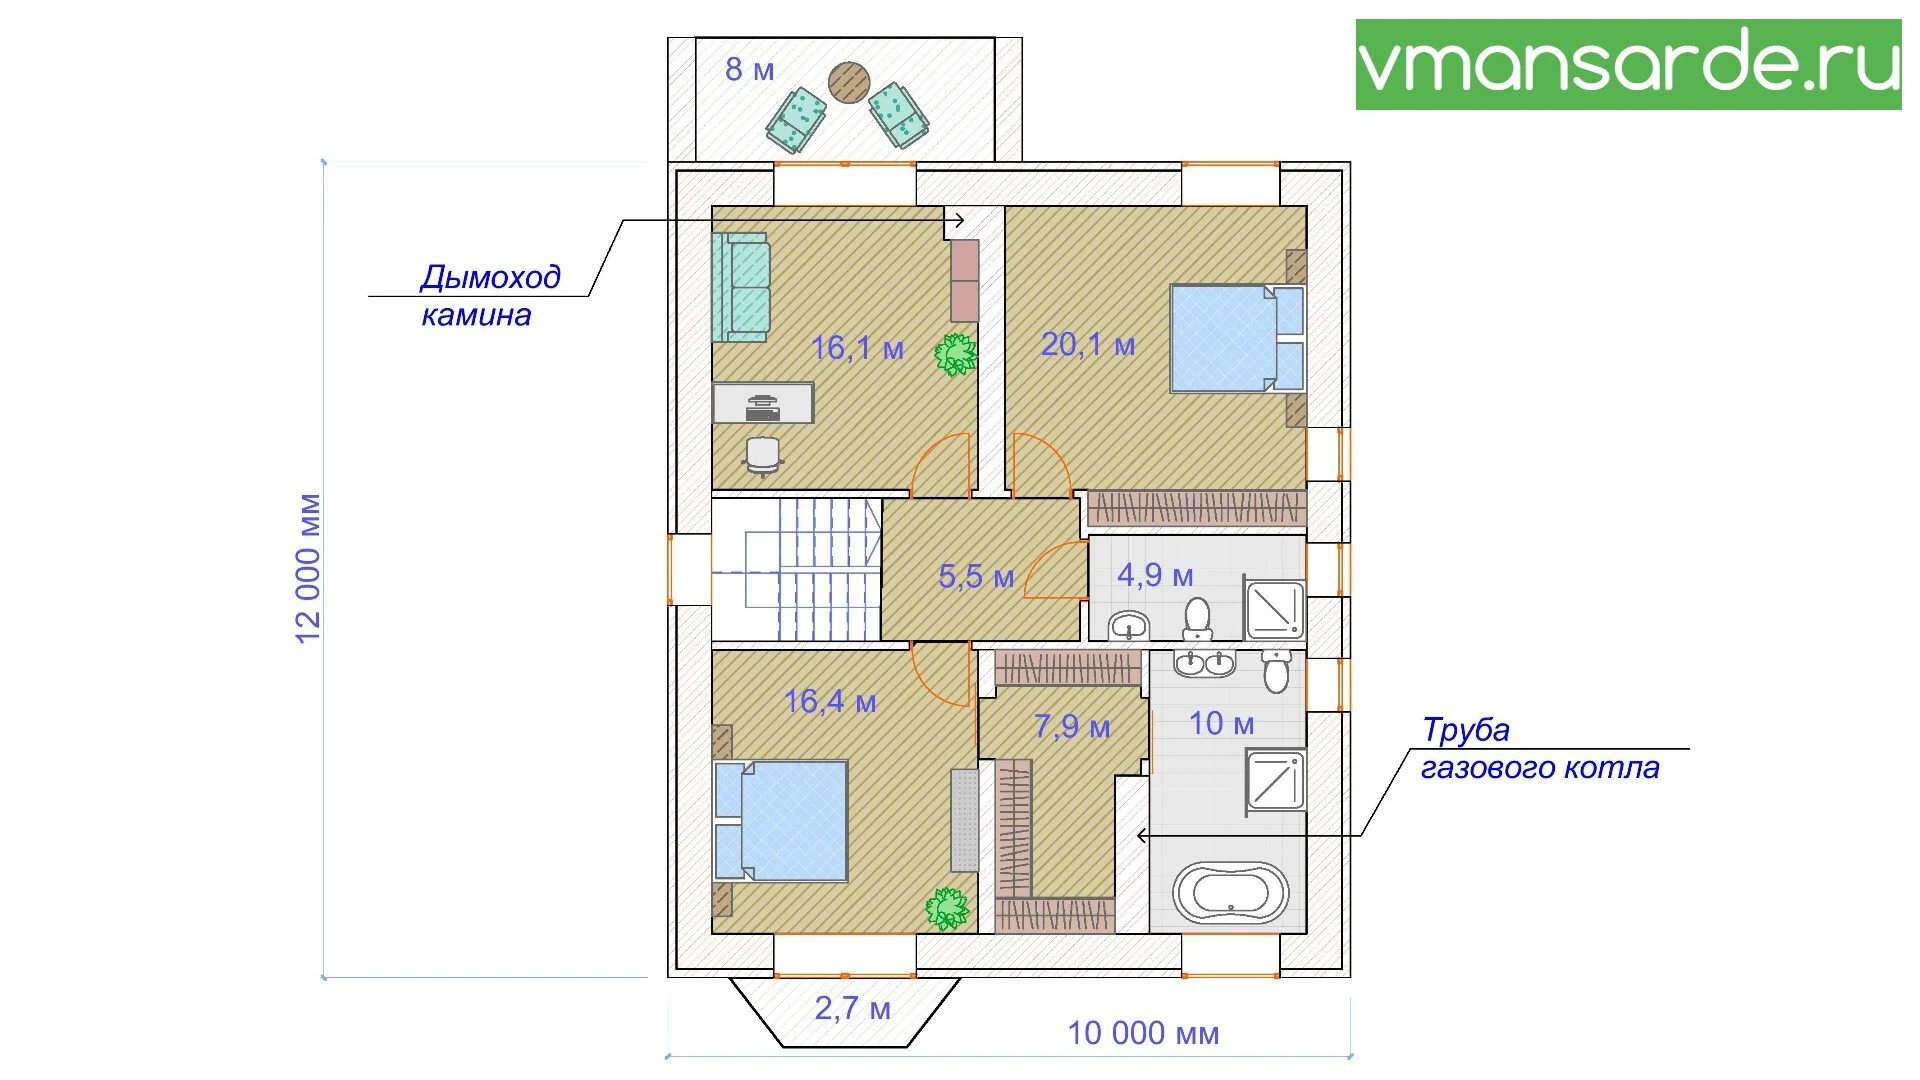 vmansarde.ru
8 м
Дымоход
камина
16,1 м
20,1 м
12 000 мм
5,5 м
4,9 м
16,4 м
7,9 м
10 м
Труба
газового котла
2,7 м
10 000 мм